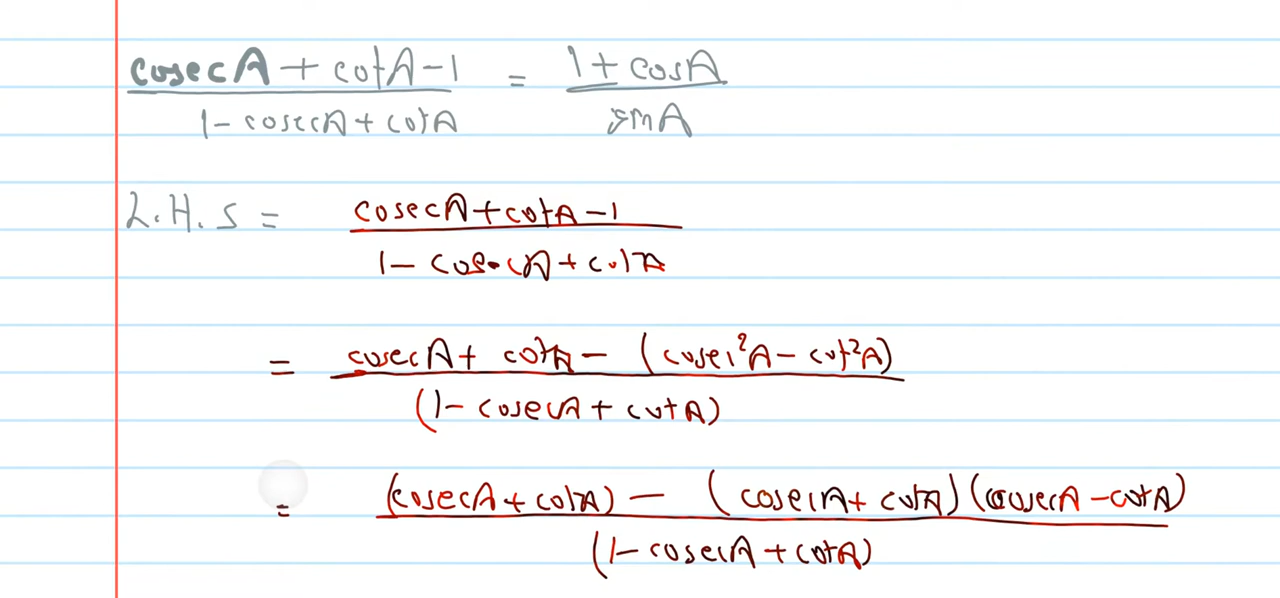 cosecA + cotA - 1 = 1 + cosA
1 - cosecA + cotA sinA
L.H.S = cosecA + cotA - 1
1 - cosecA + cotA
= cosecA + cotA - (cosec²A - cot²A)
(1 - cosecA + cotA)
= (cosecA + cotA) - (cosecA + cotA)(cosecA - cotA)
(1 - cosecA + cotA)